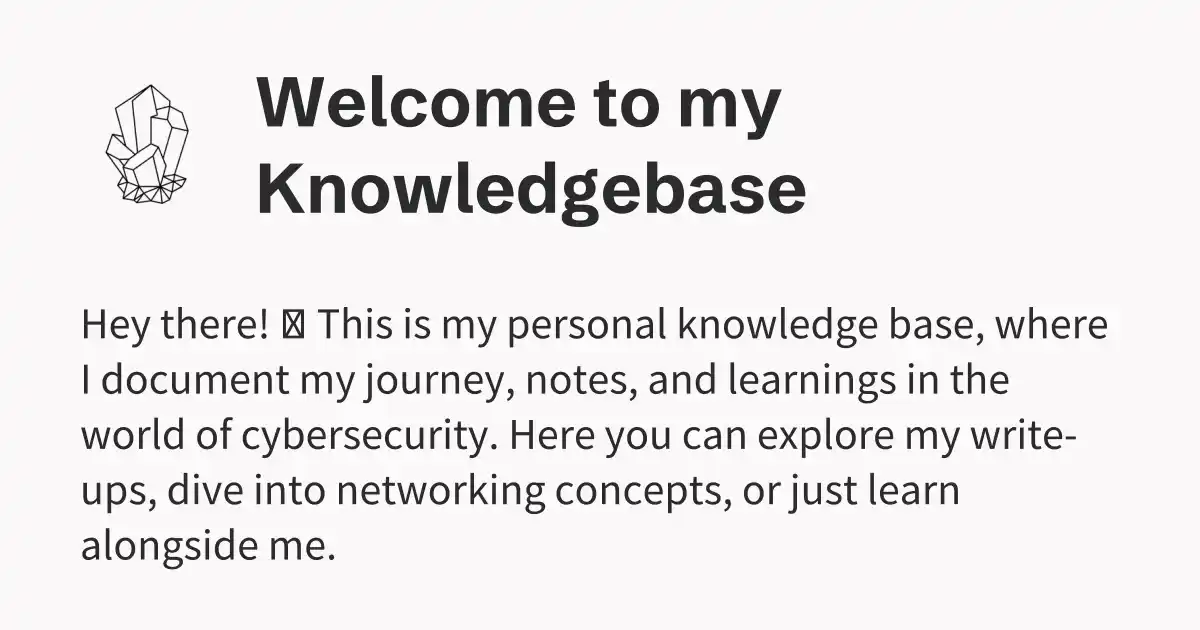 Welcome to my
Knowledgebase
Hey there! This is my personal knowledge base, where
I document my journey, notes, and learnings in the
world of cybersecurity. Here you can explore my write-
ups, dive into networking concepts, or just learn
alongside me.